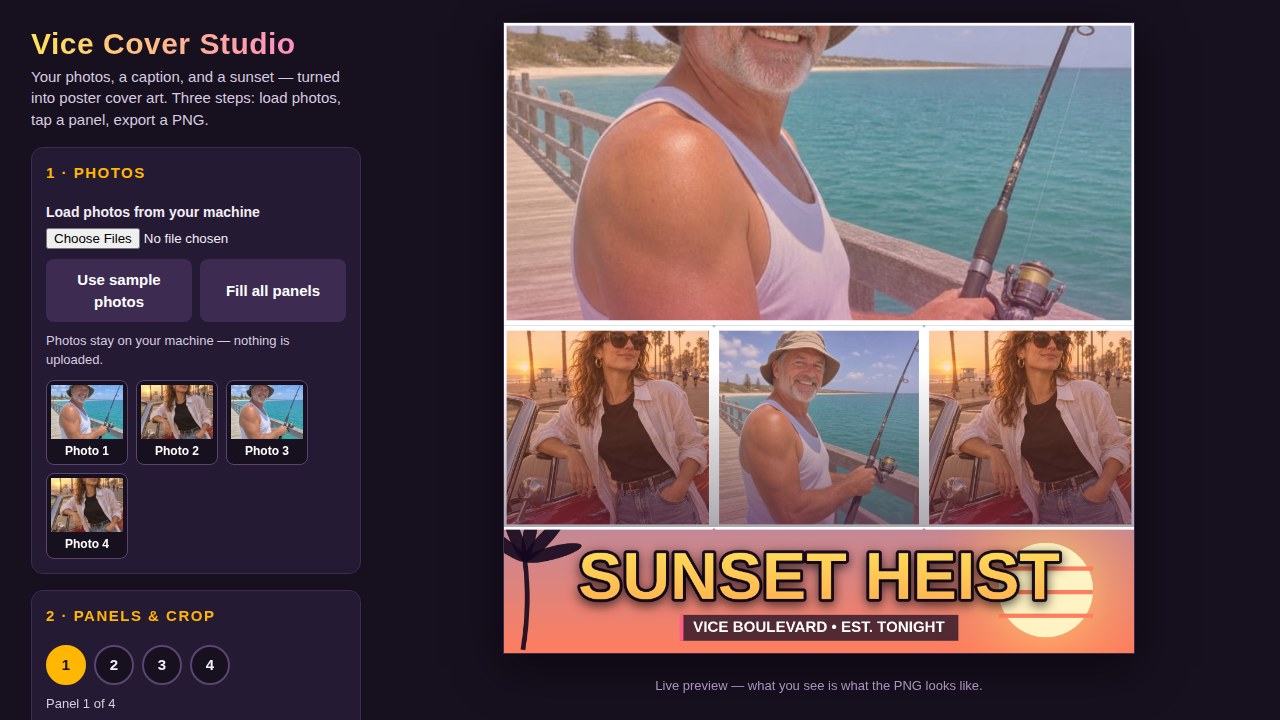 Vice Cover Studio
Your photos, a caption, and a sunset — turned
into poster cover art. Three steps: load photos,
tap a panel, export a PNG.
1 · PHOTOS
Load photos from your machine
Choose Files No file chosen
Use sample
photos
Fill all panels
Photos stay on your machine — nothing is
uploaded.
Photo 1
Photo 2
Photo 3
Photo 4
2 · PANELS & CROP
1 2 3 4
Panel 1 of 4
SUNSET HEIST
VICE BOULEVARD • EST. TONIGHT
Live preview — what you see is what the PNG looks like.